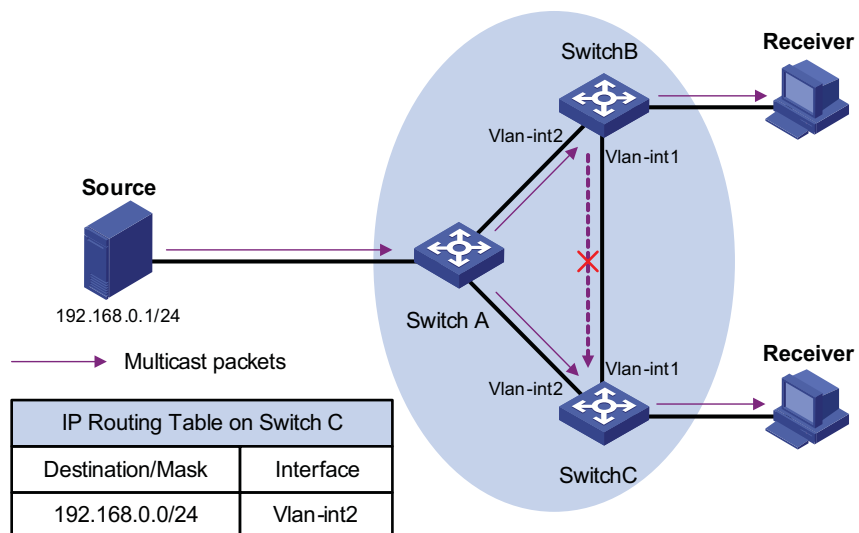 Receiver
SwitchB
Vlan-int2
Vlan-int1
Source
192.168.0.1/24
Switch A
Multicast packets
Vlan-int1
Vlan-int2
Receiver
SwitchC
IP Routing Table on Switch C
Destination/Mask Interface
192.168.0.0/24 Vlan-int2